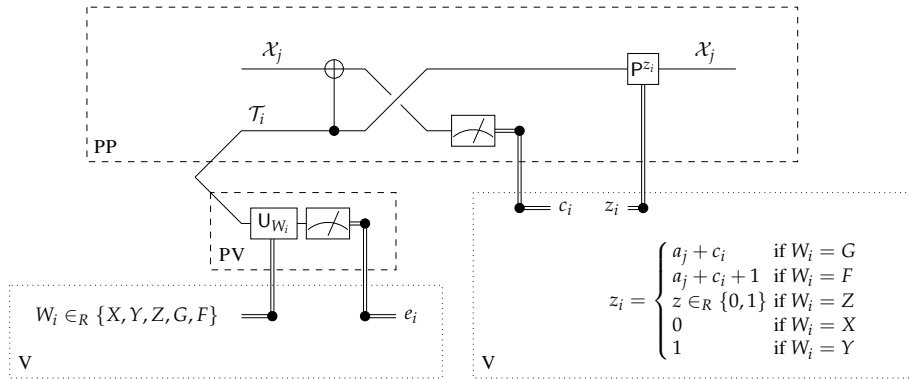 𝒳_j 𝒳_j
P^{z_i}
𝒯_i
PP
c_i z_i
U_{W_i}
PV
z_i = { a_j + c_i if W_i = G
a_j + c_i + 1 if W_i = F
z ∈_R {0, 1} if W_i = Z
0 if W_i = X
1 if W_i = Y
W_i ∈_R {X, Y, Z, G, F} e_i
V V